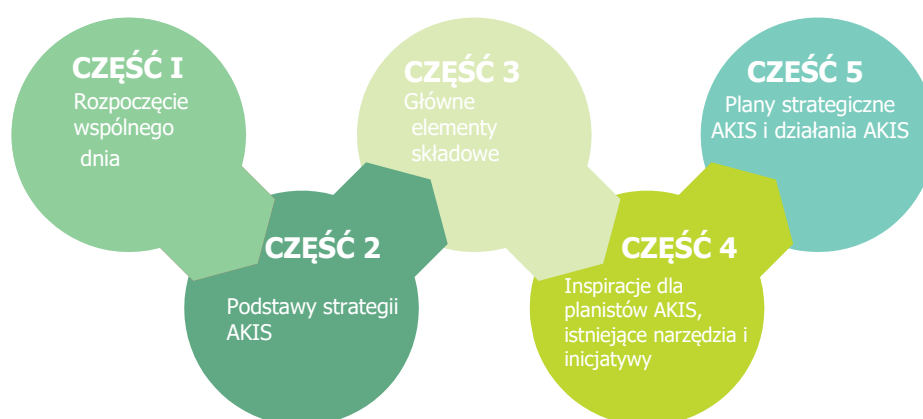 CZĘŚĆ I
Rozpoczęcie
wspólnego
dnia
CZĘŚĆ 2
Podstawy strategii
AKIS
CZĘŚĆ 3
Główne
elementy
składowe
CZĘŚĆ 4
Inspiracje dla
planistów AKIS,
istniejące narzędzia i
inicjatywy
CZEŚĆ 5
Plany strategiczne
AKIS i działania AKIS